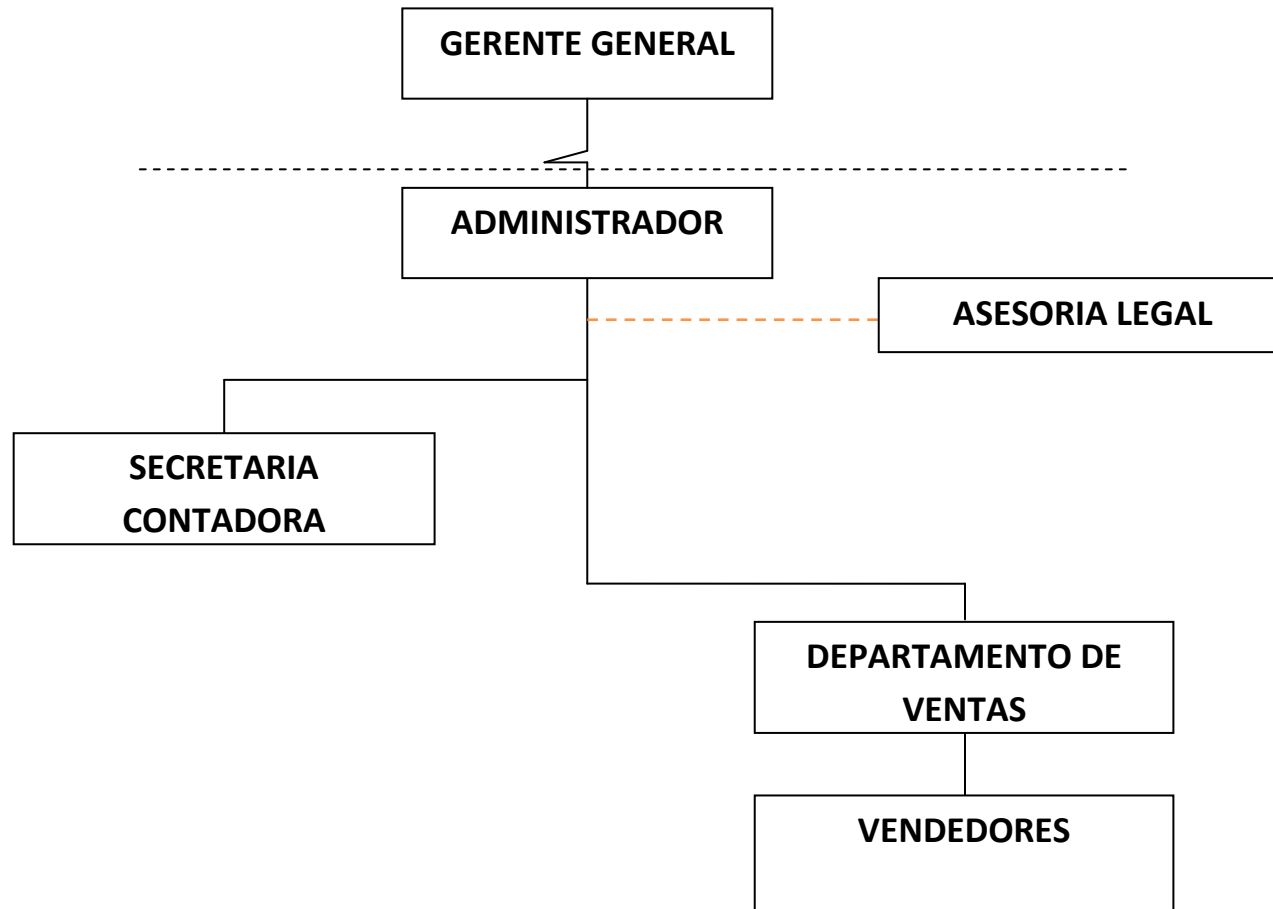 GERENTE GENERAL
ADMINISTRADOR
ASESORIA LEGAL
SECRETARIA
CONTADORA
DEPARTAMENTO DE
VENTAS
VENDEDORES